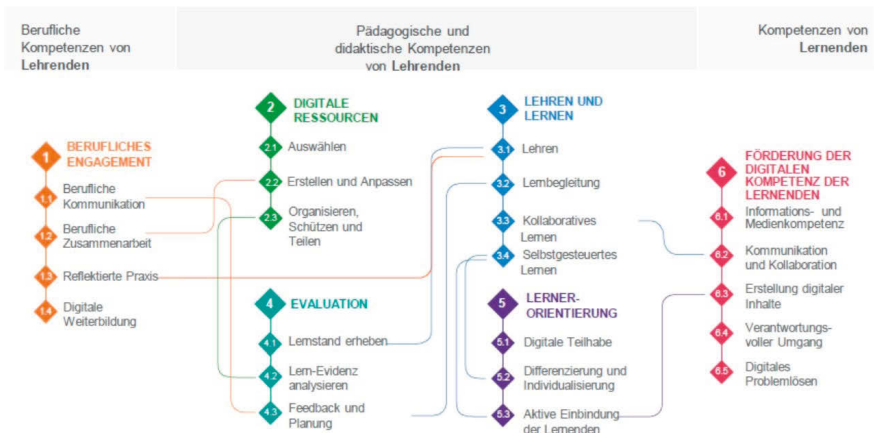 Berufliche
Kompetenzen von
Lehrenden
Pädagogische und
didaktische Kompetenzen
von Lehrenden
Kompetenzen von
Lernenden
1 BERUFLICHES
ENGAGEMENT
1.1 Berufliche
Kommunikation
1.2 Berufliche
Zusammenarbeit
1.3 Reflektierte Praxis
1.4 Digitale
Weiterbildung
2 DIGITALE
RESSOURCEN
2.1 Auswählen
2.2 Erstellen und Anpassen
2.3 Organisieren,
Schützen und
Teilen
4 EVALUATION
4.1 Lernstand erheben
4.2 Lern-Evidenz
analysieren
4.3 Feedback und
Planung
3 LEHREN UND
LERNEN
3.1 Lehren
3.2 Lernbegleitung
3.3 Kollaboratives
Lernen
3.4 Selbstgesteuertes
Lernen
5 LERNER-
ORIENTIERUNG
5.1 Digitale Teilhabe
5.2 Differenzierung und
Individualisierung
5.3 Aktive Einbindung
der Lernenden
6 FÖRDERUNG DER
DIGITALEN
KOMPETENZ DER
LERNENDEN
6.1 Informations- und
Medienkompetenz
6.2 Kommunikation
und Kollaboration
6.3 Erstellung digitaler
Inhalte
6.4 Verantwortungs-
voller Umgang
6.5 Digitales
Problemlösen